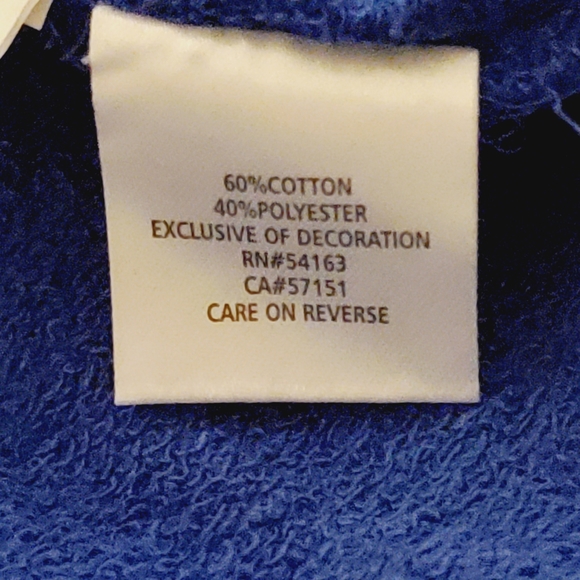 60%COTTON
40%POLYESTER
EXCLUSIVE OF DECORATION
RN#54163
CA#57151
CARE ON REVERSE